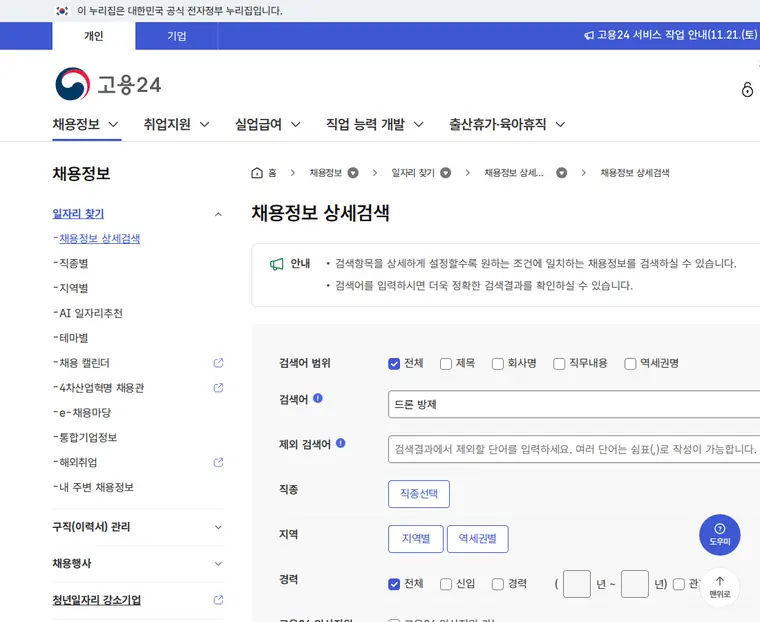 이 누리집은 대한민국 공식 전자정부 누리집입니다.
개인
기업
고용24 서비스 작업 안내(11.21.(토)
고용24
채용정보
취업지원
실업급여
직업 능력 개발
출산휴가·육아휴직
채용정보
홈
채용정보
일자리 찾기
채용정보 상세...
채용정보 상세검색
일자리 찾기
-채용정보 상세검색
-직종별
-지역별
-AI 일자리추천
-테마별
-채용 캘린더
-4차산업혁명 채용관
-e-채용마당
-통합기업정보
-해외취업
-내 주변 채용정보
구직(이력서) 관리
채용행사
청년일자리 강소기업
채용정보 상세검색
안내
• 검색항목을 상세하게 설정할수록 원하는 조건에 일치하는 채용정보를 검색하실 수 있습니다.
• 검색어를 입력하시면 더욱 정확한 검색결과를 확인하실 수 있습니다.
검색어 범위
전체
제목
회사명
직무내용
역세권명
검색어
드론 방제
제외 검색어
검색결과에서 제외할 단어를 입력하세요. 여러 단어는 쉼표(,)로 작성이 가능합니다.
직종
직종선택
지역
지역별
역세권별
경력
전체
신입
경력
( 년 ~ 년)
도우미
맨위로